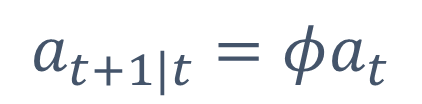 a_{t+1|t} = ϕa_t